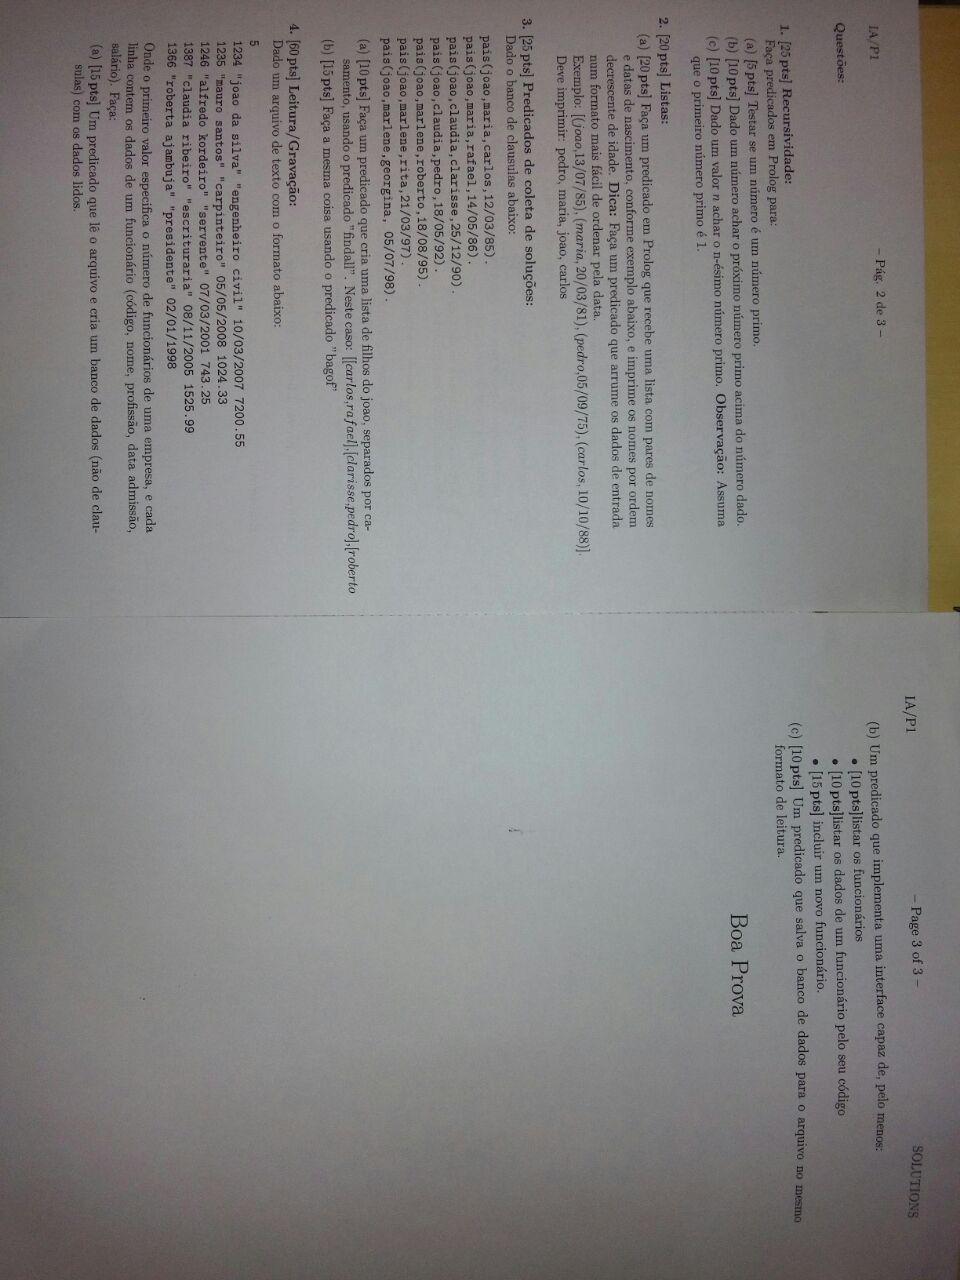 IA/P1
– Pág. 2 de 3 –
Questões:
1. [25 pts] Recursividade:
Faça predicados em Prolog para:
(a) [5 pts] Testar se um número é um número primo.
(b) [10 pts] Dado um número achar o próximo número primo acima do número dado.
(c) [10 pts] Dado um valor n achar o n-ésimo número primo. Observação: Assuma
que o primeiro número primo é 1.
2. [20 pts] Listas:
(a) [20 pts] Faça um predicado em Prolog que recebe uma lista com pares de nomes
e datas de nascimento, conforme exemplo abaixo, e imprime os nomes por ordem
decrescente de idade. Dica: Faça um predicado que arrume os dados de entrada
num formato mais fácil de ordenar pela data.
Exemplo: [(joao,13/07/85), (maria, 20/03/81), (pedro,05/09/75), (carlos, 10/10/88)].
Deve imprimir: pedro, maria, joao, carlos
3. [25 pts] Predicados de coleta de soluções:
Dado o banco de clausulas abaixo:
pais(joao,maria,carlos,12/03/85).
pais(joao,maria,rafael,14/05/86).
pais(joao,claudia,clarisse,25/12/90).
pais(joao,claudia,pedro,18/05/92).
pais(joao,marlene,roberto,18/08/95).
pais(joao,marlene,rita,21/03/97).
pais(joao,marlene,georgina, 05/07/98).
(a) [10 pts] Faça um predicado que cria uma lista de filhos do joao, separados por ca-
samento, usando o predicado "findall". Neste caso: [[carlos,rafael],[clarisse,pedro],[roberto
(b) [15 pts] Faça a mesma coisa usando o predicado "bagof"
4. [60 pts] Leitura/Gravação:
Dado um arquivo de texto com o formato abaixo:
5
1234 "joao da silva" "engenheiro civil" 10/03/2007 7200.55
1235 "mauro santos" "carpinteiro" 05/05/2008 1024.33
1246 "alfredo kordeiro" "servente" 07/03/2001 743.25
1387 "claudia ribeiro" "escrituraria" 08/11/2005 1525.99
1366 "roberta ajambuja" "presidente" 02/01/1998
Onde o primeiro valor especifica o número de funcionários de uma empresa, e cada
linha contem os dados de um funcionário (código, nome, profissão, data admissão,
salário). Faça:
(a) [15 pts] Um predicado que lê o arquivo e cria um banco de dados (não de clau-
sulas) com os dados lidos.
IA/P1
– Page 3 of 3 –
SOLUTIONS
(b) Um predicado que implementa uma interface capaz de, pelo menos:
• [10 pts]listar os funcionários
• [10 pts]listar os dados de um funcionário pelo seu código
• [15 pts] incluir um novo funcionário.
(c) [10 pts] Um predicado que salva o banco de dados para o arquivo no mesmo
formato de leitura.
Boa Prova